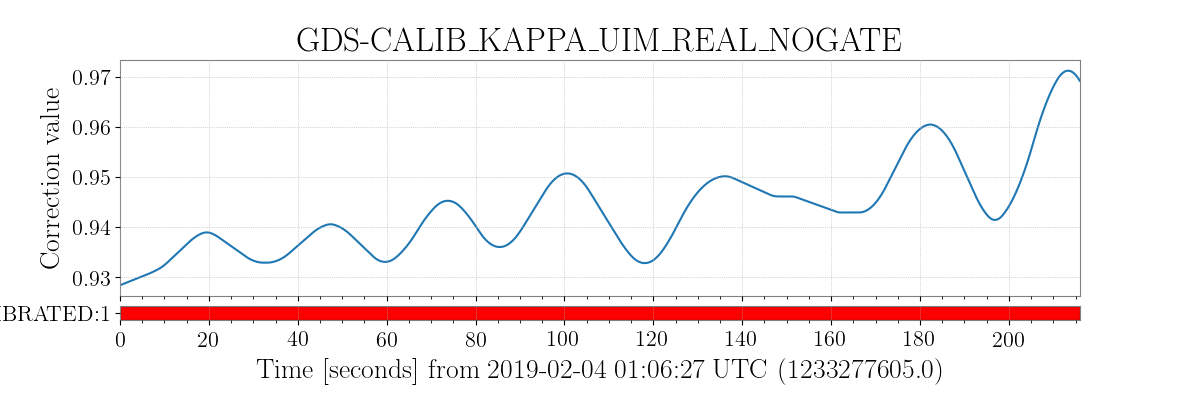 GDS-CALIB_KAPPA_UIM_REAL_NOGATE
Correction value
0.97
0.96
0.95
0.94
0.93
IBRATED:1
0 20 40 60 80 100 120 140 160 180 200
Time [seconds] from 2019-02-04 01:06:27 UTC (1233277605.0)